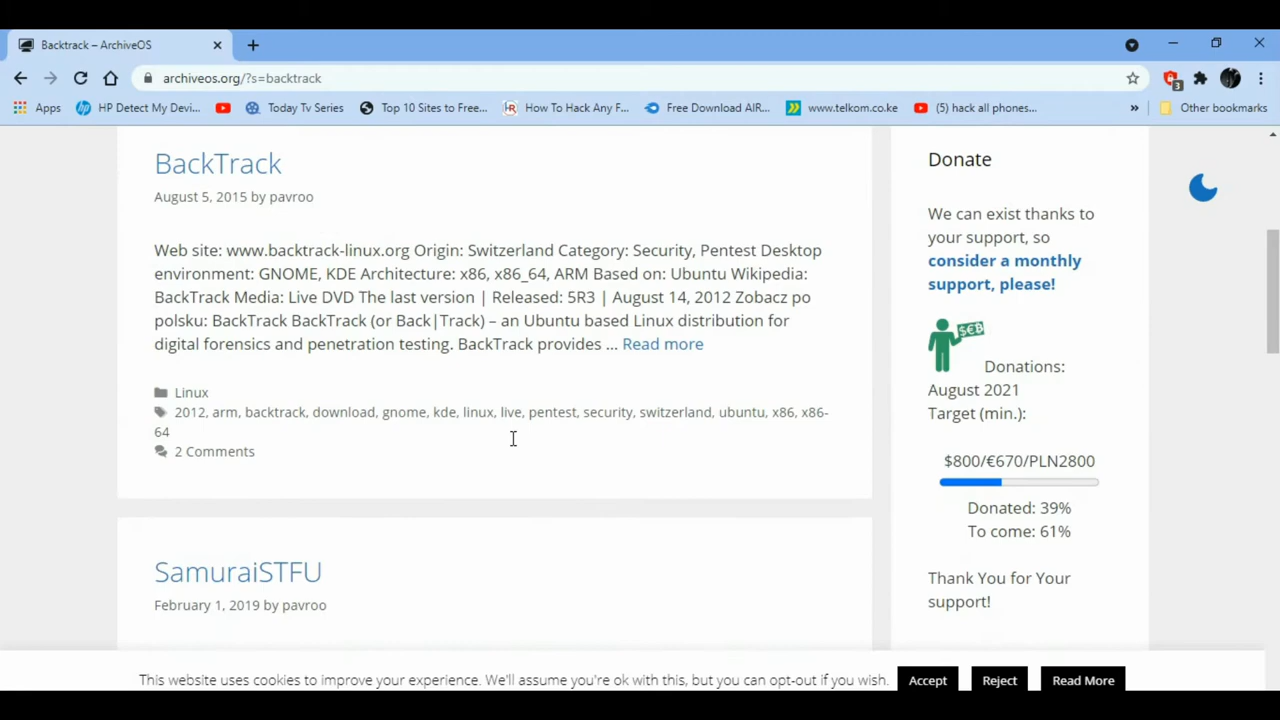 Backtrack – ArchiveOS
archiveos.org/?s=backtrack
3
Apps
HP Detect My Devi...
Today Tv Series
Top 10 Sites to Free...
How To Hack Any F...
Free Download AIR...
www.telkom.co.ke
(5) hack all phones...
»
Other bookmarks
BackTrack
August 5, 2015 by pavroo
Web site: www.backtrack-linux.org Origin: Switzerland Category: Security, Pentest Desktop
environment: GNOME, KDE Architecture: x86, x86_64, ARM Based on: Ubuntu Wikipedia:
BackTrack Media: Live DVD The last version | Released: 5R3 | August 14, 2012 Zobacz po
polsku: BackTrack BackTrack (or Back|Track) – an Ubuntu based Linux distribution for
digital forensics and penetration testing. BackTrack provides ... Read more
Linux
2012, arm, backtrack, download, gnome, kde, linux, live, pentest, security, switzerland, ubuntu, x86, x86-
64
2 Comments
SamuraiSTFU
February 1, 2019 by pavroo
Donate
We can exist thanks to
your support, so
consider a monthly
support, please!
$€B
Donations:
August 2021
Target (min.):
$800/€670/PLN2800
Donated: 39%
To come: 61%
Thank You for Your
support!
This website uses cookies to improve your experience. We'll assume you're ok with this, but you can opt-out if you wish.
Accept
Reject
Read More